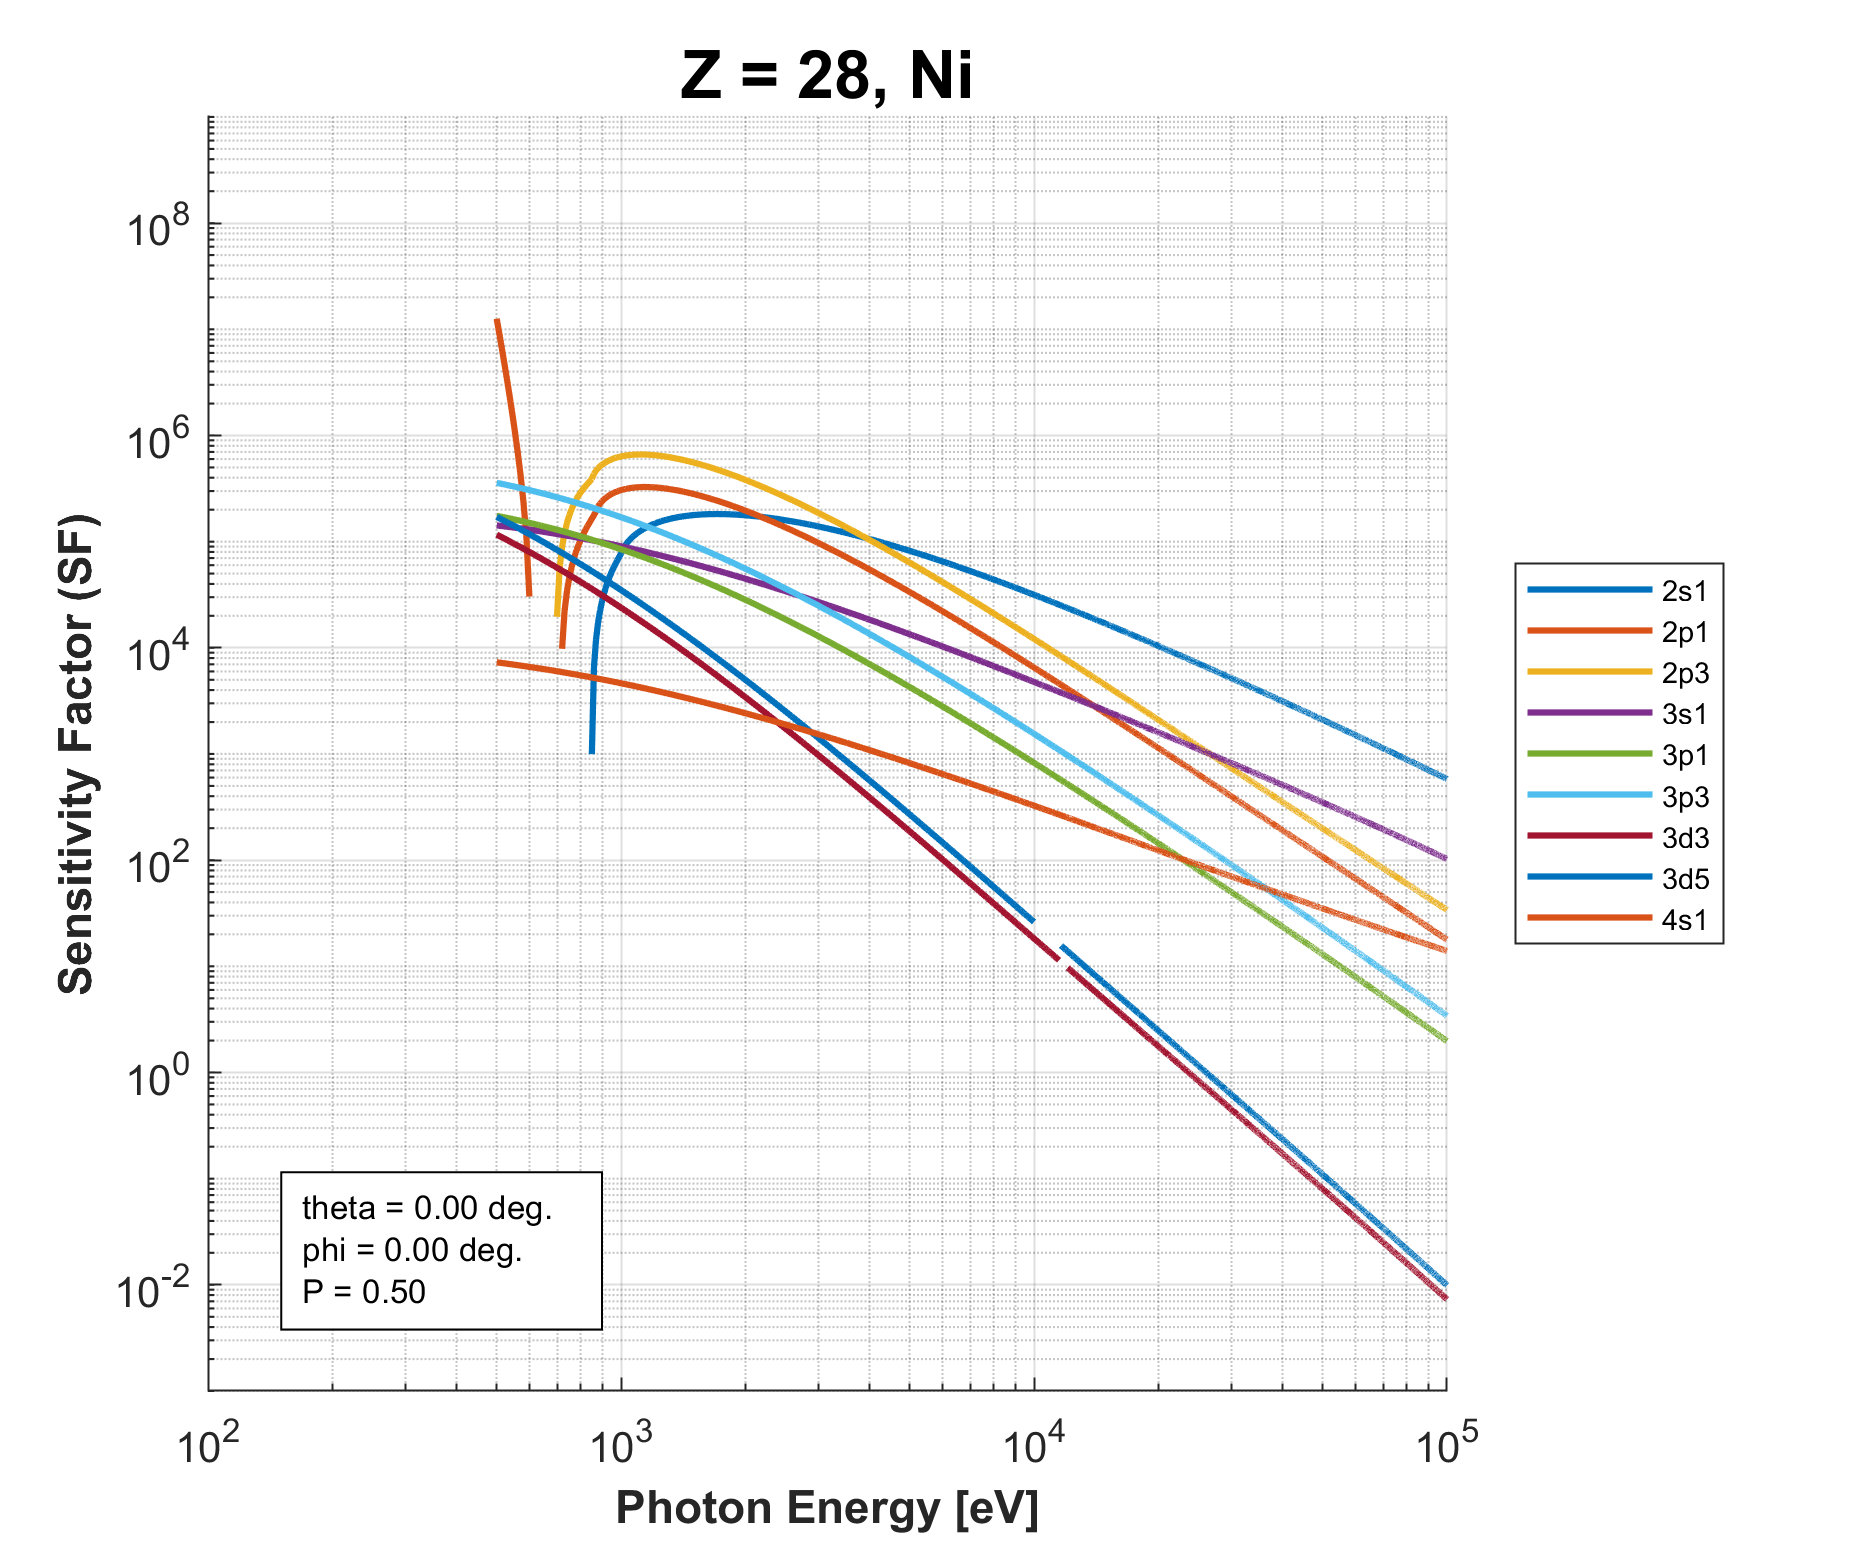 Z = 28, Ni
10^8
10^6
10^4
10^2
10^0
10^-2
Sensitivity Factor (SF)
theta = 0.00 deg.
phi = 0.00 deg.
P = 0.50
10^2 10^3 10^4 10^5
Photon Energy [eV]
2s1
2p1
2p3
3s1
3p1
3p3
3d3
3d5
4s1